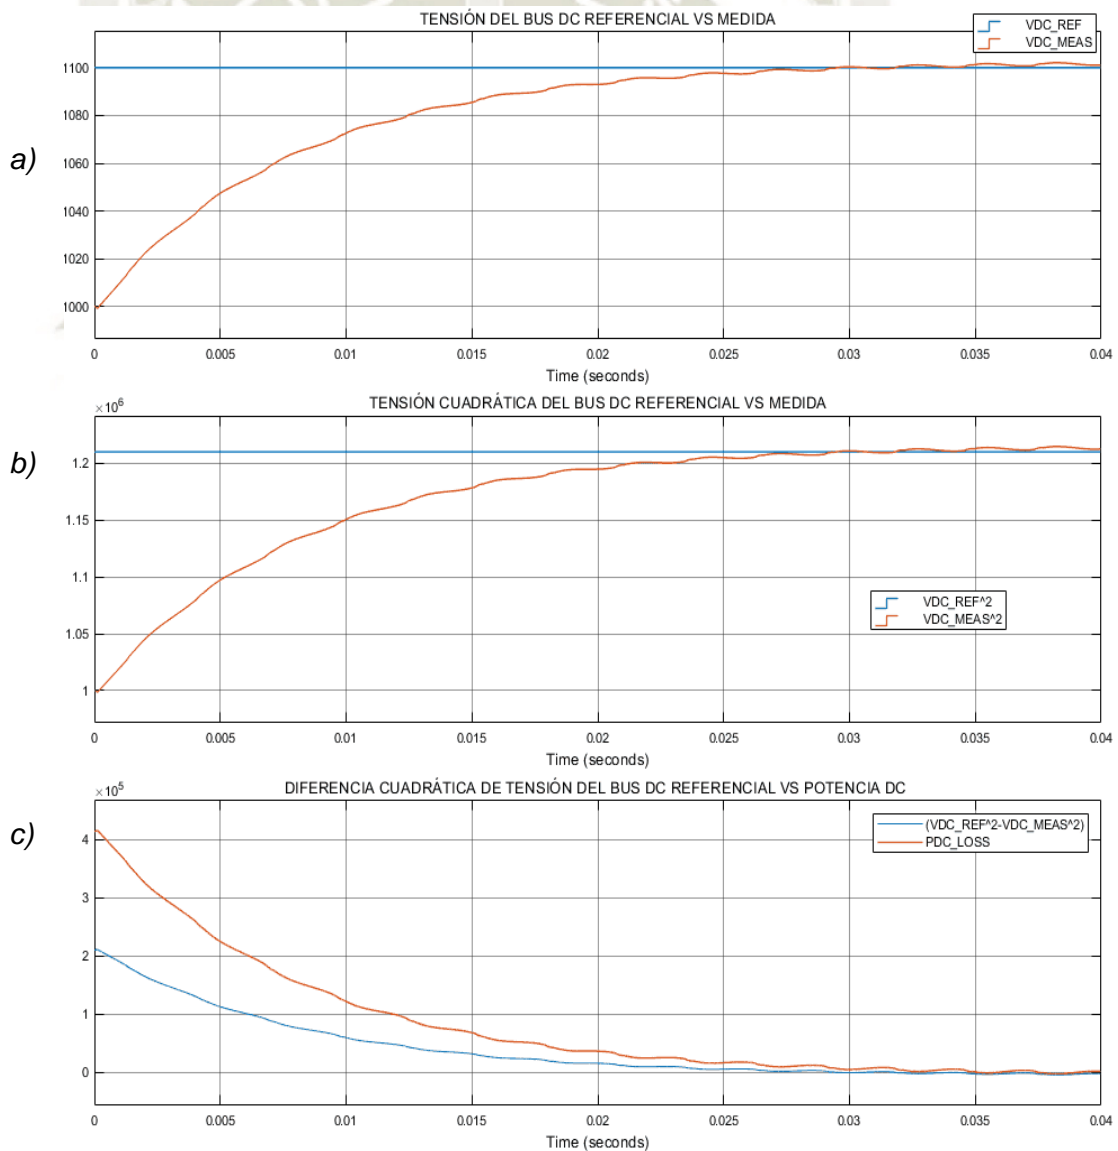 TENSIÓN DEL BUS DC REFERENCIAL VS MEDIDA
VDC_REF
VDC_MEAS
a)
1100
1080
1060
1040
1020
1000
0 0.005 0.01 0.015 0.02 0.025 0.03 0.035 0.04
Time (seconds)
TENSIÓN CUADRÁTICA DEL BUS DC REFERENCIAL VS MEDIDA
×10^6
b)
1.2
1.15
1.1
1.05
1
VDC_REF^2
VDC_MEAS^2
0 0.005 0.01 0.015 0.02 0.025 0.03 0.035 0.04
Time (seconds)
DIFERENCIA CUADRÁTICA DE TENSIÓN DEL BUS DC REFERENCIAL VS POTENCIA DC
×10^5
(VDC_REF^2-VDC_MEAS^2)
PDC_LOSS
c)
4
3
2
1
0
0 0.005 0.01 0.015 0.02 0.025 0.03 0.035 0.04
Time (seconds)